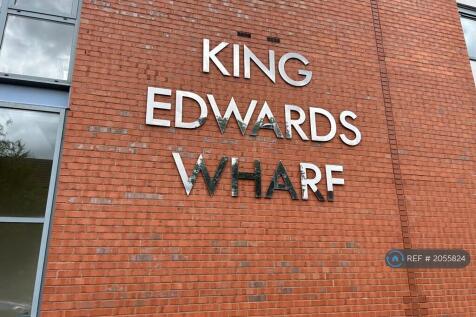 KING
EDWARDS
WHARF
REF # 2055824